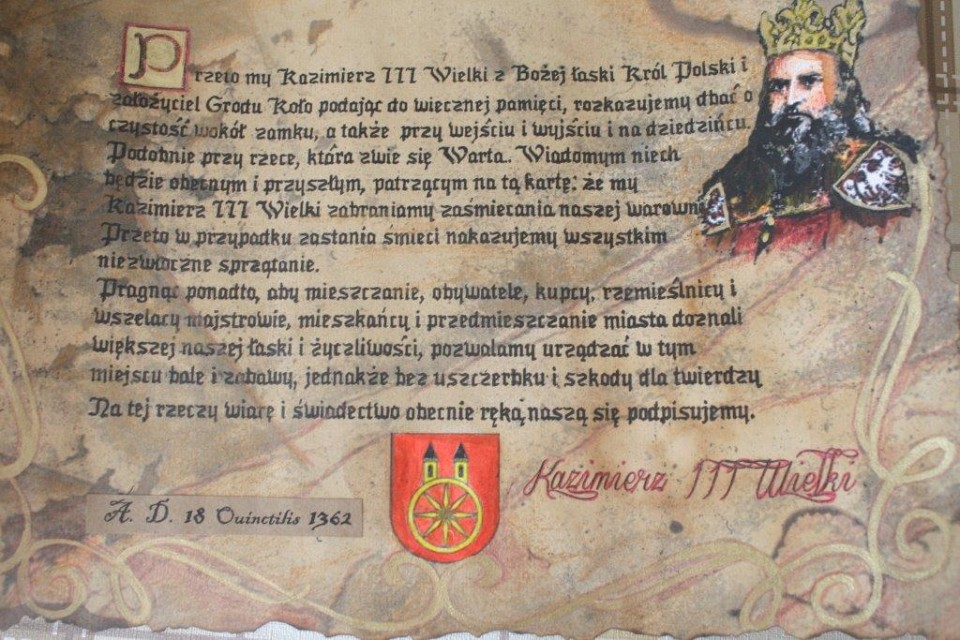 Przeto my Kazimierz III Wielki z Bożej łaski Król Polski i
założyciel Grodu Koło podając do wiecznej pamięci, rozkazujemy dbać o
czystość wokół zamku, a także przy wejściu i wyjściu i na dziedzińcu.
Podobnie przy rzece, która zwie się Warta. Wiadomym niech
będzie obecnym i przyszłym, patrzącym na tą kartę: że my
Kazimierz III Wielki zabraniamy zaśmiecania naszej warowni.
Przeto w przypadku zastania śmieci nakazujemy wszystkim
niezwłoczne sprzątanie.
Pragnąc ponadto, aby mieszczanie, obywatele, kupcy, rzemieślnicy i
wszelacy majstrowie, mieszkańcy i przedmieszczanie miasta doznali
większej naszej łaski i życzliwości, pozwalamy urządzać w tym
miejscu bale i zabawy, jednakże bez uszczerbku i szkody dla twierdzy
Na tej rzeczy wiarę i świadectwo obecnie ręką naszą się podpisujemy.
Kazimierz III Wielki
A. D. 18 Quinctilis 1362